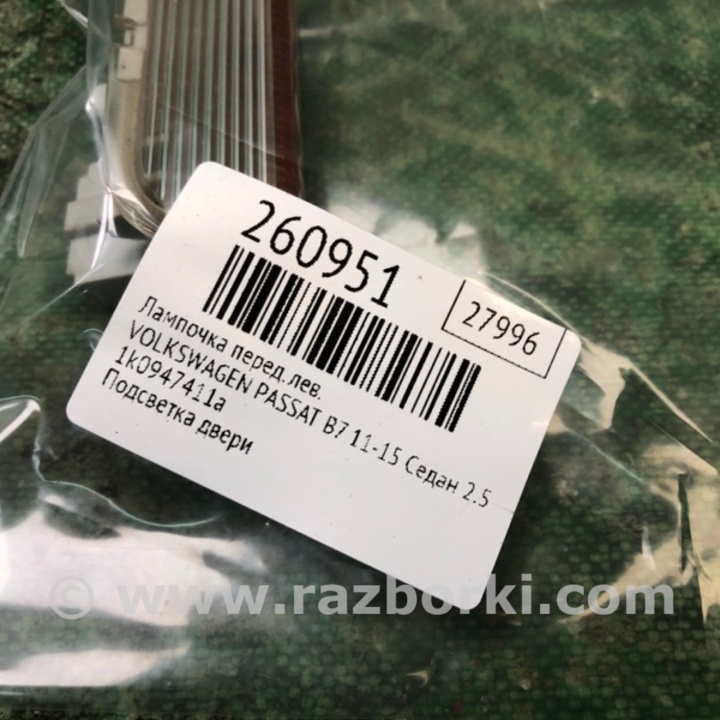 260951
27996
Лампочка перед.лев.
VOLKSWAGEN PASSAT B7 11-15 Седан 2.5
1k0947411a
Подсветка двери
© www.razborki.com